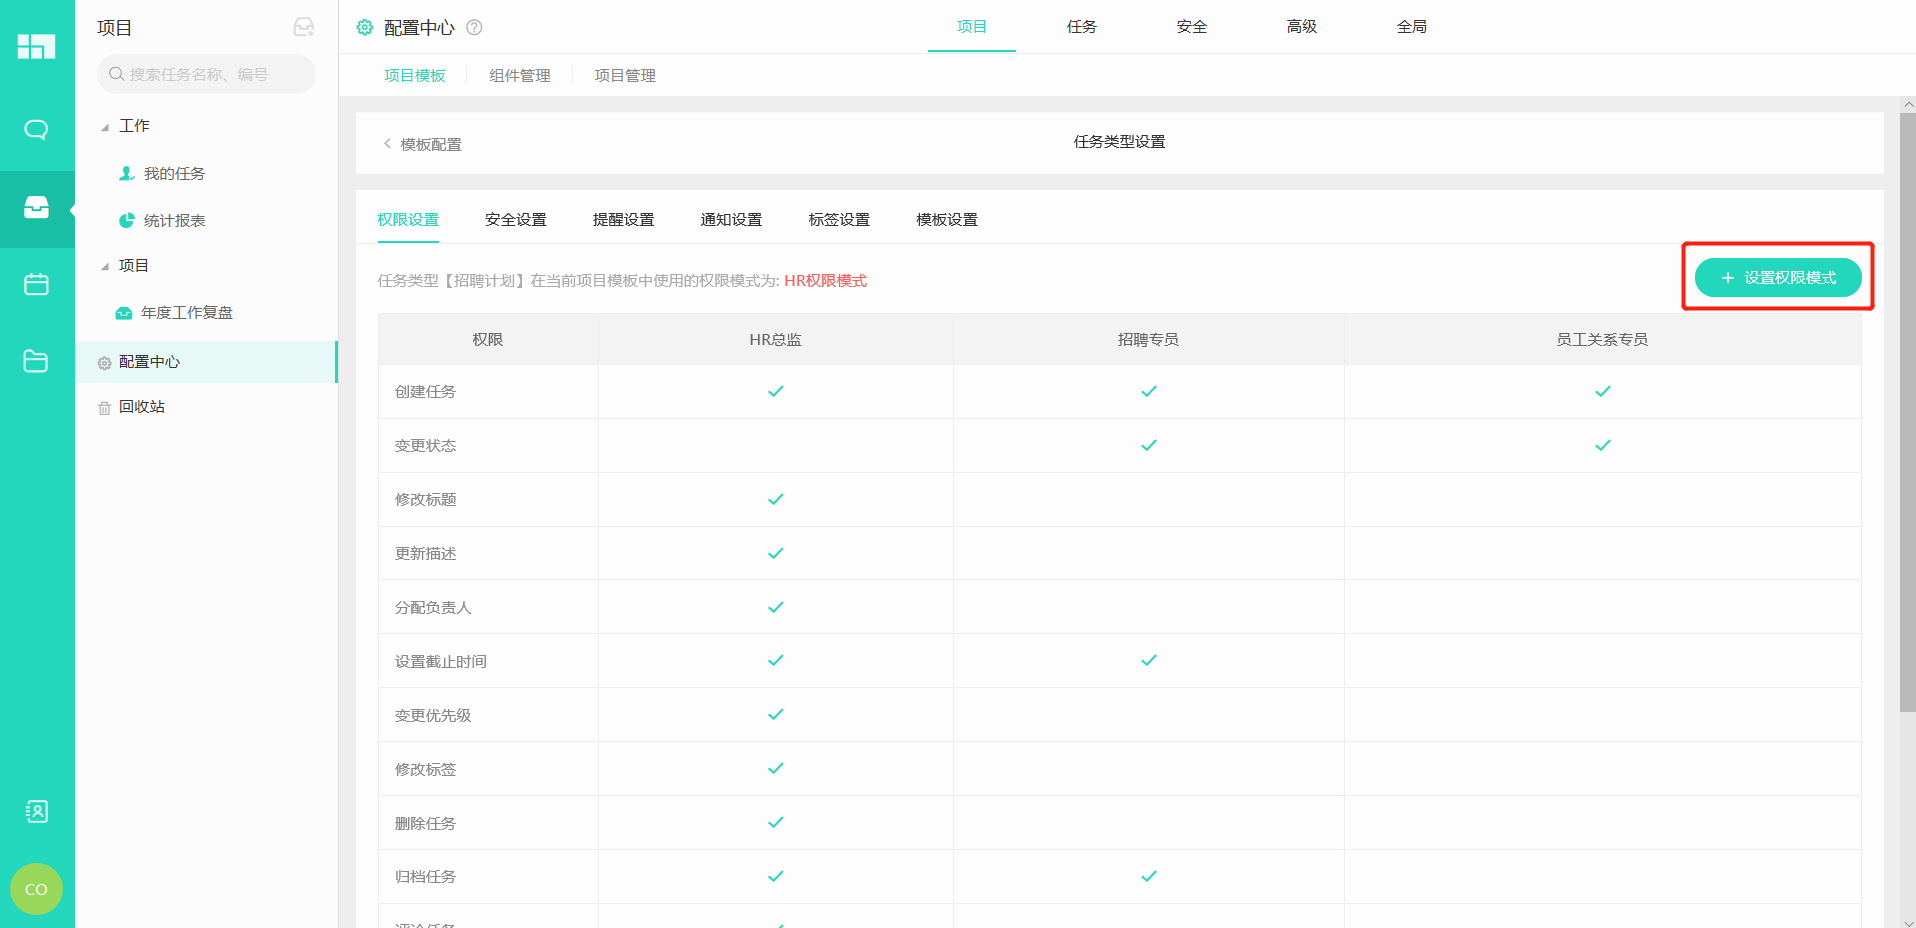 项目
搜索任务名称、编号
工作
我的任务
统计报表
项目
年度工作复盘
配置中心
回收站
CO
配置中心
项目 任务 安全 高级 全局
项目模板 组件管理 项目管理
模板配置 任务类型设置
权限设置 安全设置 提醒设置 通知设置 标签设置 模板设置
任务类型【招聘计划】在当前项目模板中使用的权限模式为: HR权限模式
+ 设置权限模式
权限 HR总监 招聘专员 员工关系专员
创建任务
变更状态
修改标题
更新描述
分配负责人
设置截止时间
变更优先级
修改标签
删除任务
归档任务